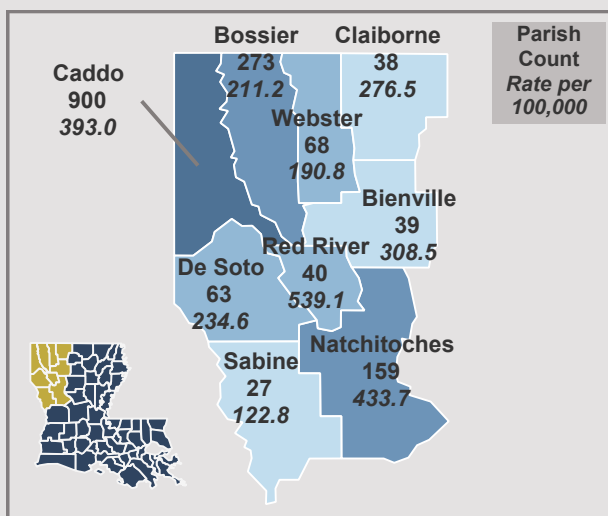 Bossier
273
211.2
Claiborne
38
276.5
Parish
Count
Rate per
100,000
Caddo
900
393.0
Webster
68
190.8
Bienville
39
308.5
Red River
40
539.1
De Soto
63
234.6
Natchitoches
159
433.7
Sabine
27
122.8